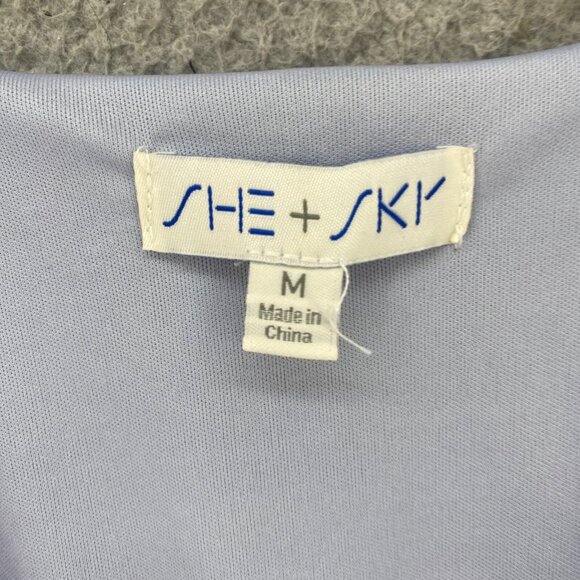 SHE + SKY
M
Made in
China